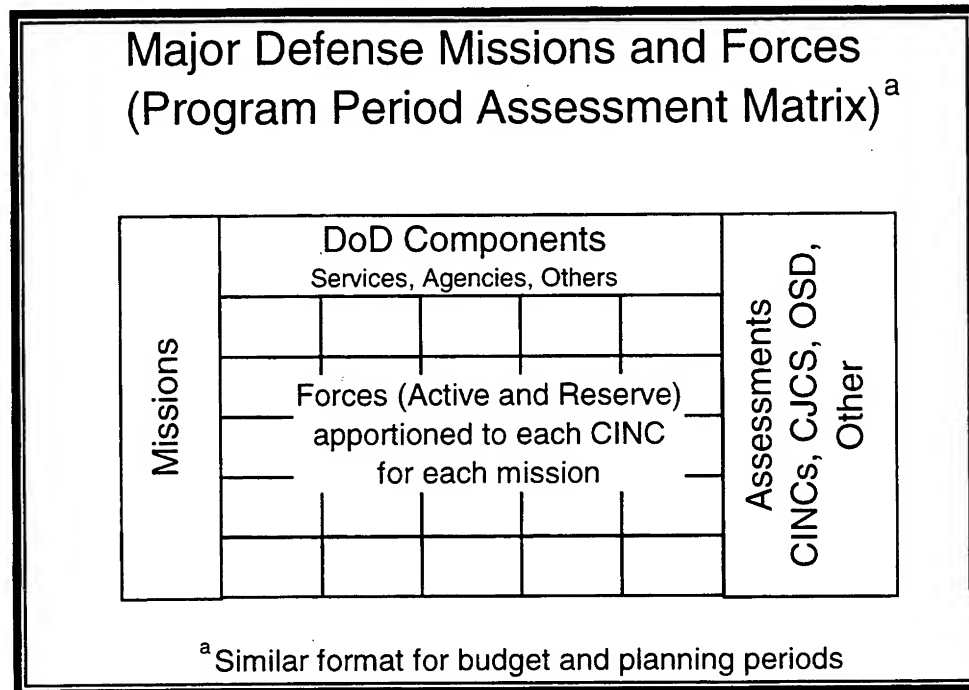 Major Defense Missions and Forces
(Program Period Assessment Matrix)ᵃ
DoD Components
Services, Agencies, Others
Missions
Forces (Active and Reserve)
apportioned to each CINC
for each mission
Assessments
CINCs, CJCS, OSD,
Other
ᵃ Similar format for budget and planning periods